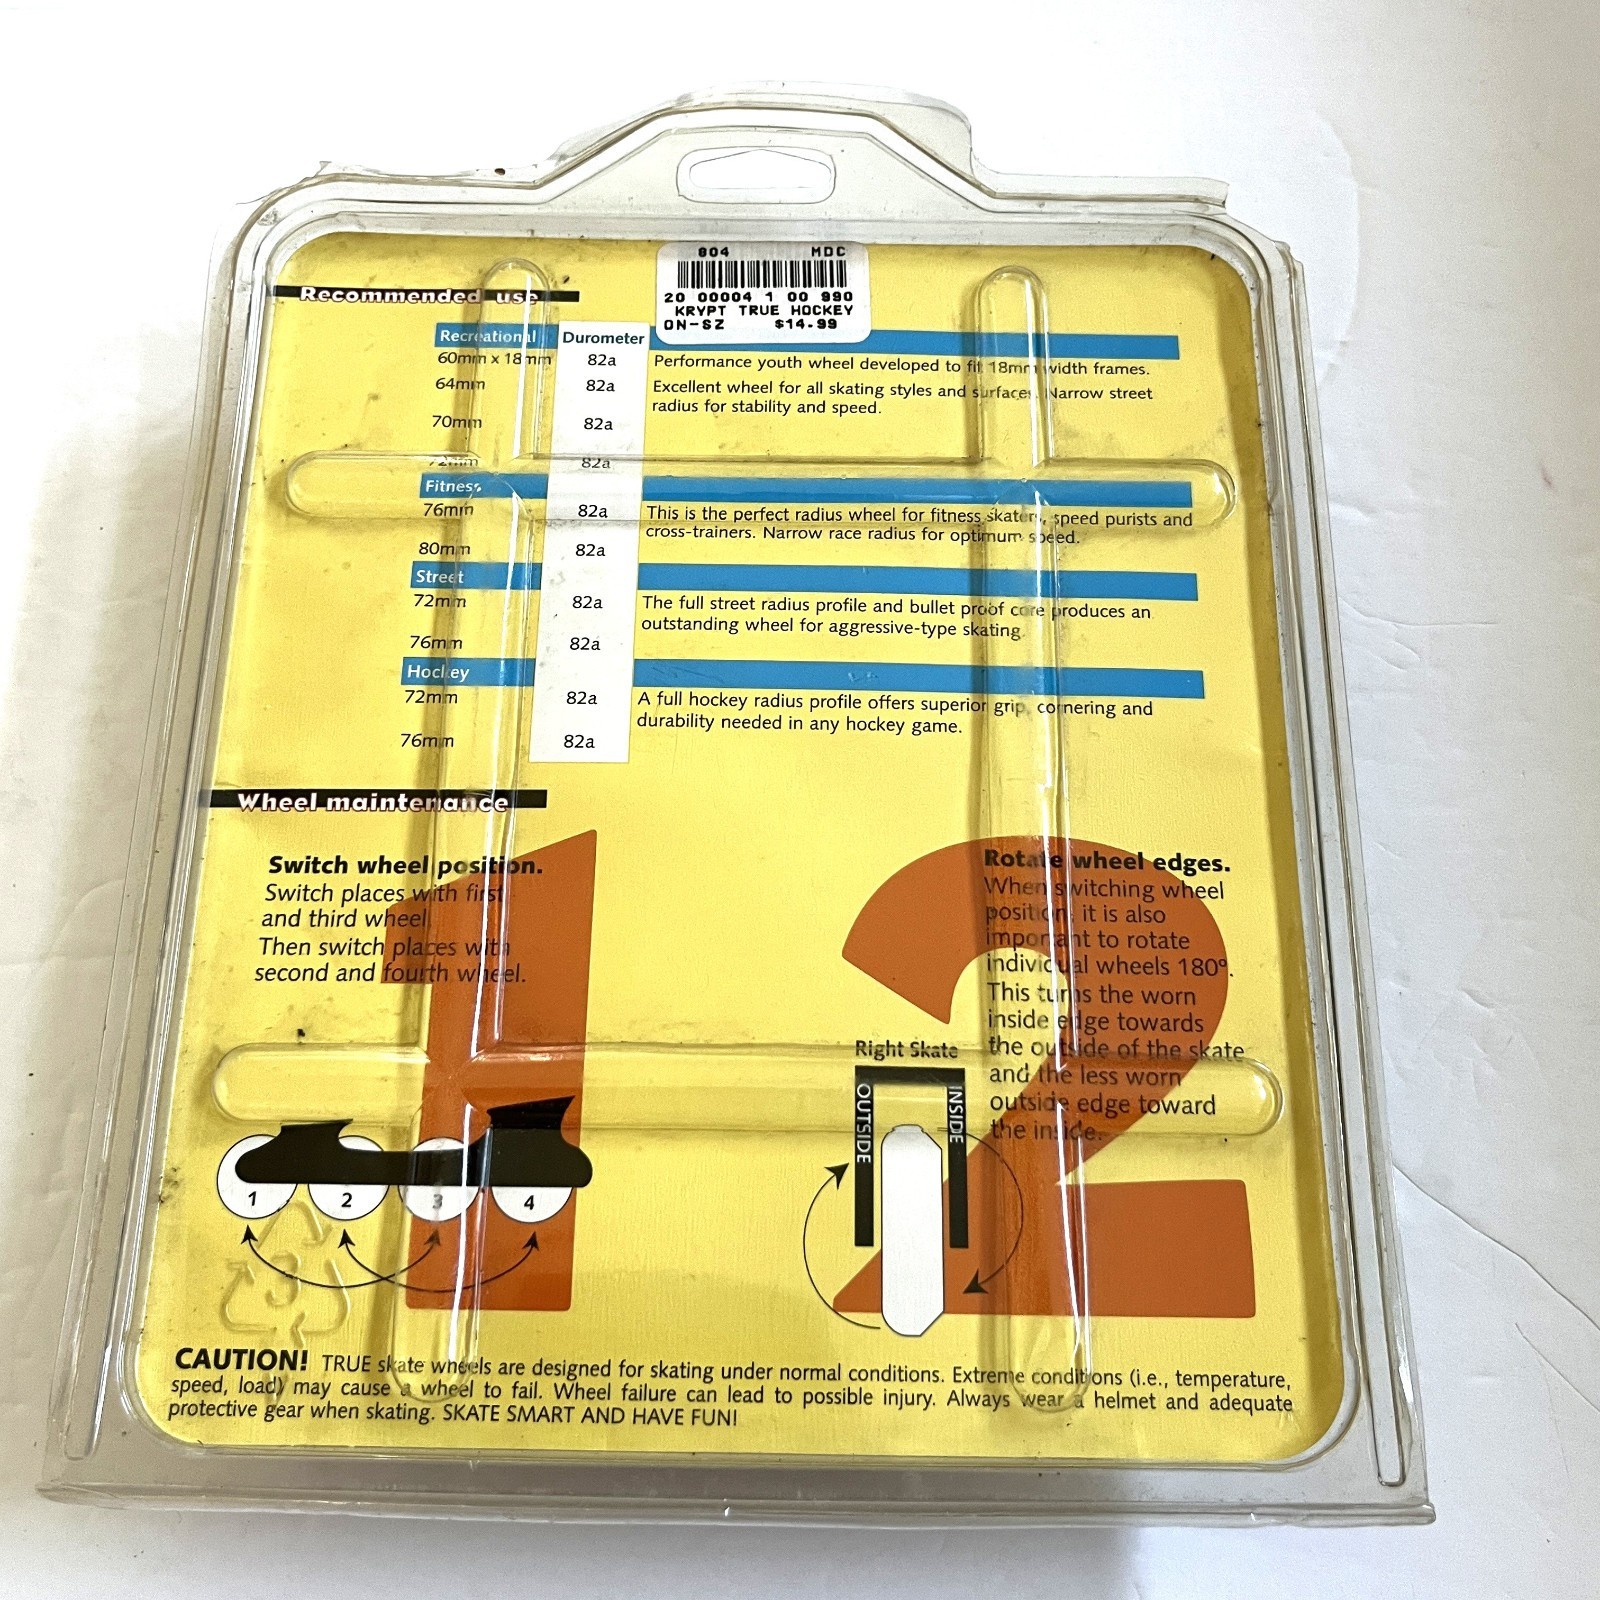 804 MDC
20 00004 1 00 990
KRYPT TRUE HOCKEY
ON-SZ $14.99
Recommended use
Recreational Durometer
60mm x 18mm 82a Performance youth wheel developed to fit 18mm width frames.
64mm 82a Excellent wheel for all skating styles and surfaces. Narrow street
radius for stability and speed.
70mm 82a
72mm 82a
Fitness
76mm 82a This is the perfect radius wheel for fitness skaters, speed purists and
cross-trainers. Narrow race radius for optimum speed.
80mm 82a
Street
72mm 82a The full street radius profile and bullet proof core produces an
outstanding wheel for aggressive-type skating.
76mm 82a
Hockey
72mm 82a A full hockey radius profile offers superior grip, cornering and
durability needed in any hockey game.
76mm 82a
Wheel maintenance
1
Switch wheel position.
Switch places with first
and third wheel.
Then switch places with
second and fourth wheel.
1 2 3 4
3
2
Rotate wheel edges.
When switching wheel
position, it is also
important to rotate
individual wheels 180º.
This turns the worn
inside edge towards
the outside of the skate
and the less worn
outside edge toward
the inside.
Right Skate
OUTSIDE
INSIDE
CAUTION! TRUE skate wheels are designed for skating under normal conditions. Extreme conditions (i.e., temperature,
speed, load) may cause a wheel to fail. Wheel failure can lead to possible injury. Always wear a helmet and adequate
protective gear when skating. SKATE SMART AND HAVE FUN!